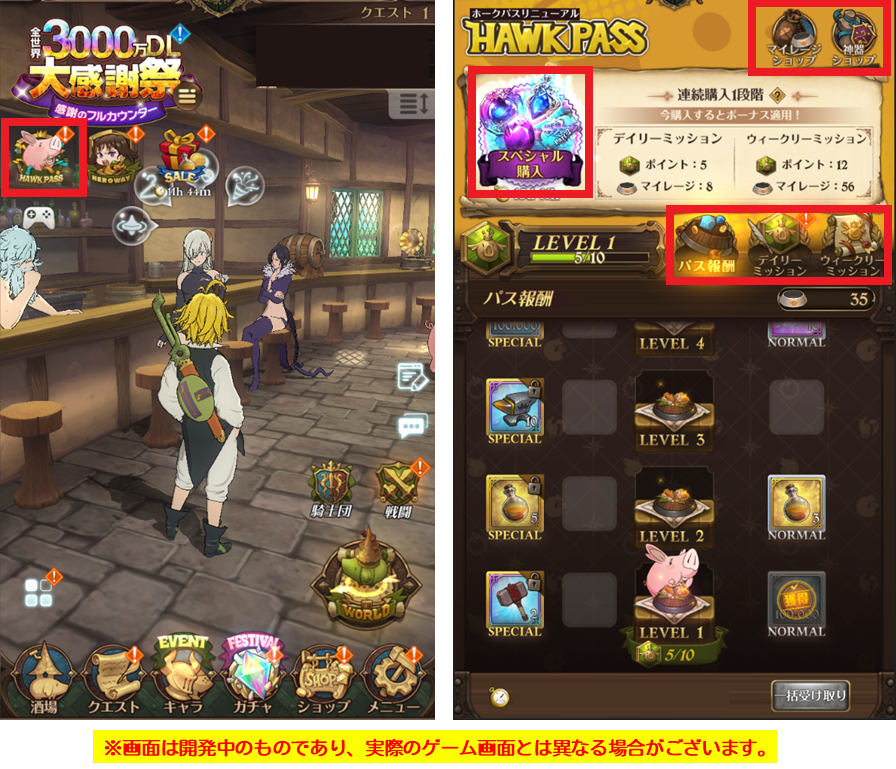 クエスト 1
全世界
3000万DL
大感謝祭
感謝のフルカウンター
HAWK PASS
HEROWAY
SALE
11h 44m
騎士団
戦闘
WORLD
EVENT
FESTIVAL
SHOP
酒場
クエスト
キャラ
ガチャ
ショップ
メニュー
ホークパスリニューアル
HAWK PASS
マイレージ
ショップ
神器
ショップ
スペシャル
購入
連続購入1段階 ?
今購入するとボーナス適用！
デイリーミッション
ポイント：5
マイレージ：8
ウィークリーミッション
ポイント：12
マイレージ：56
LEVEL 1
5/10
パス報酬
デイリー
ミッション
ウィークリー
ミッション
パス報酬
35
SPECIAL
LEVEL 4
NORMAL
10
SPECIAL
LEVEL 3
5
SPECIAL
LEVEL 2
3
NORMAL
2
SPECIAL
LEVEL 1
獲得
NORMAL
5/10
一括受け取り
※画面は開発中のものであり、実際のゲーム画面とは異なる場合がございます。